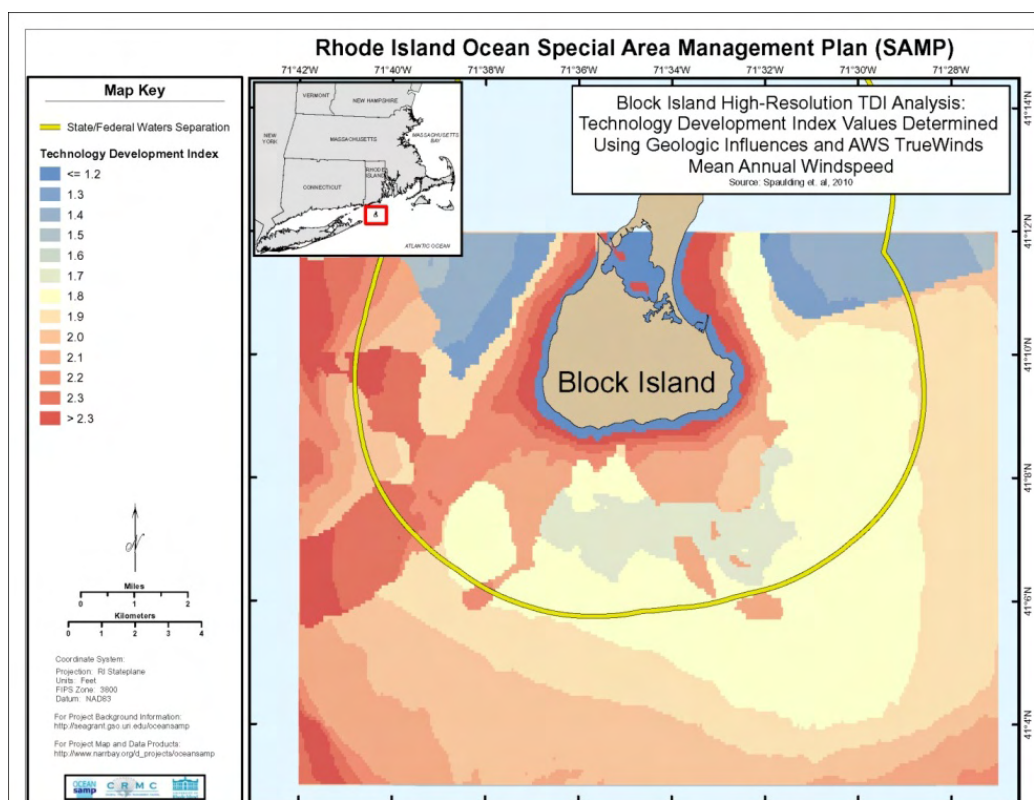 Rhode Island Ocean Special Area Management Plan (SAMP)
71°42'W 71°40'W 71°38'W 71°36'W 71°34'W 71°32'W 71°30'W 71°28'W
Map Key
State/Federal Waters Separation
Technology Development Index
<= 1.2
1.3
1.4
1.5
1.6
1.7
1.8
1.9
2.0
2.1
2.2
2.3
> 2.3
N
Miles
0 1 2
Kilometers
0 1 2 3 4
Coordinate System:
Projection: RI Stateplane
Units: Feet
FIPS Zone: 3800
Datum: NAD83
For Project Background Information:
http://seagrant.gso.uri.edu/oceansamp
For Project Map and Data Products:
http://www.narrbay.org/d_projects/oceansamp
OCEAN
samp
C R M C
VERMONT
NEW HAMPSHIRE
NEW
YORK
MASSACHUSETTS
MASSACHUSETTS
BAY
CONNECTICUT
RHODE
ISLAND
ATLANTIC OCEAN
Block Island High-Resolution TDI Analysis:
Technology Development Index Values Determined
Using Geologic Influences and AWS TrueWinds
Mean Annual Windspeed
Source: Spaulding et. al, 2010
Block Island
41°14'N
41°12'N
41°10'N
41°8'N
41°6'N
41°4'N